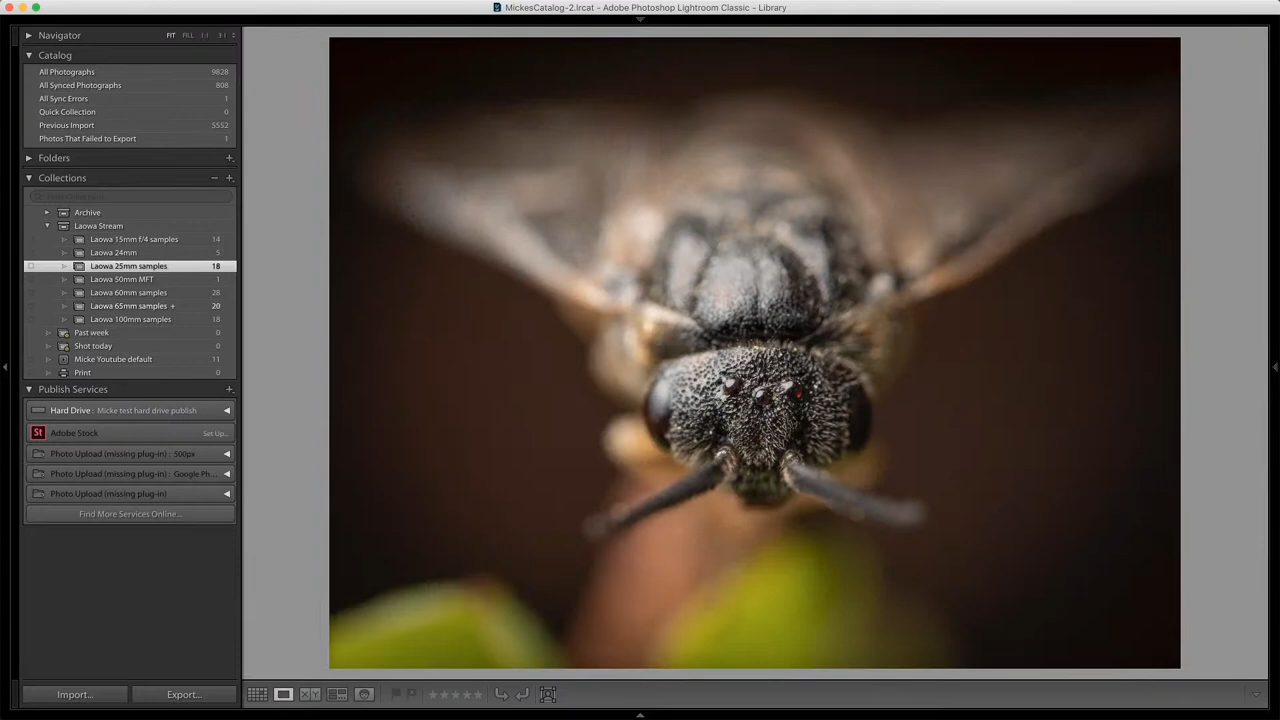 MickesCatalog-2.lrcat - Adobe Photoshop Lightroom Classic - Library
Navigator FIT FILL 1:1 3:1
Catalog
All Photographs 9828
All Synced Photographs 808
All Sync Errors 1
Quick Collection 0
Previous Import 5552
Photos That Failed to Export 1
Folders +
Collections − +
Archive
Laowa Stream
Laowa 15mm f/4 samples 14
Laowa 24mm 5
Laowa 25mm samples 18
Laowa 50mm MFT 1
Laowa 60mm samples 28
Laowa 65mm samples + 20
Laowa 100mm samples 18
Past week 0
Shot today 0
Micke Youtube default 11
Print 0
Publish Services +
Hard Drive : Micke test hard drive publish
St Adobe Stock Set Up...
Photo Upload (missing plug-in) : 500px
Photo Upload (missing plug-in) : Google Ph...
Photo Upload (missing plug-in)
Find More Services Online...
Import... Export... XY